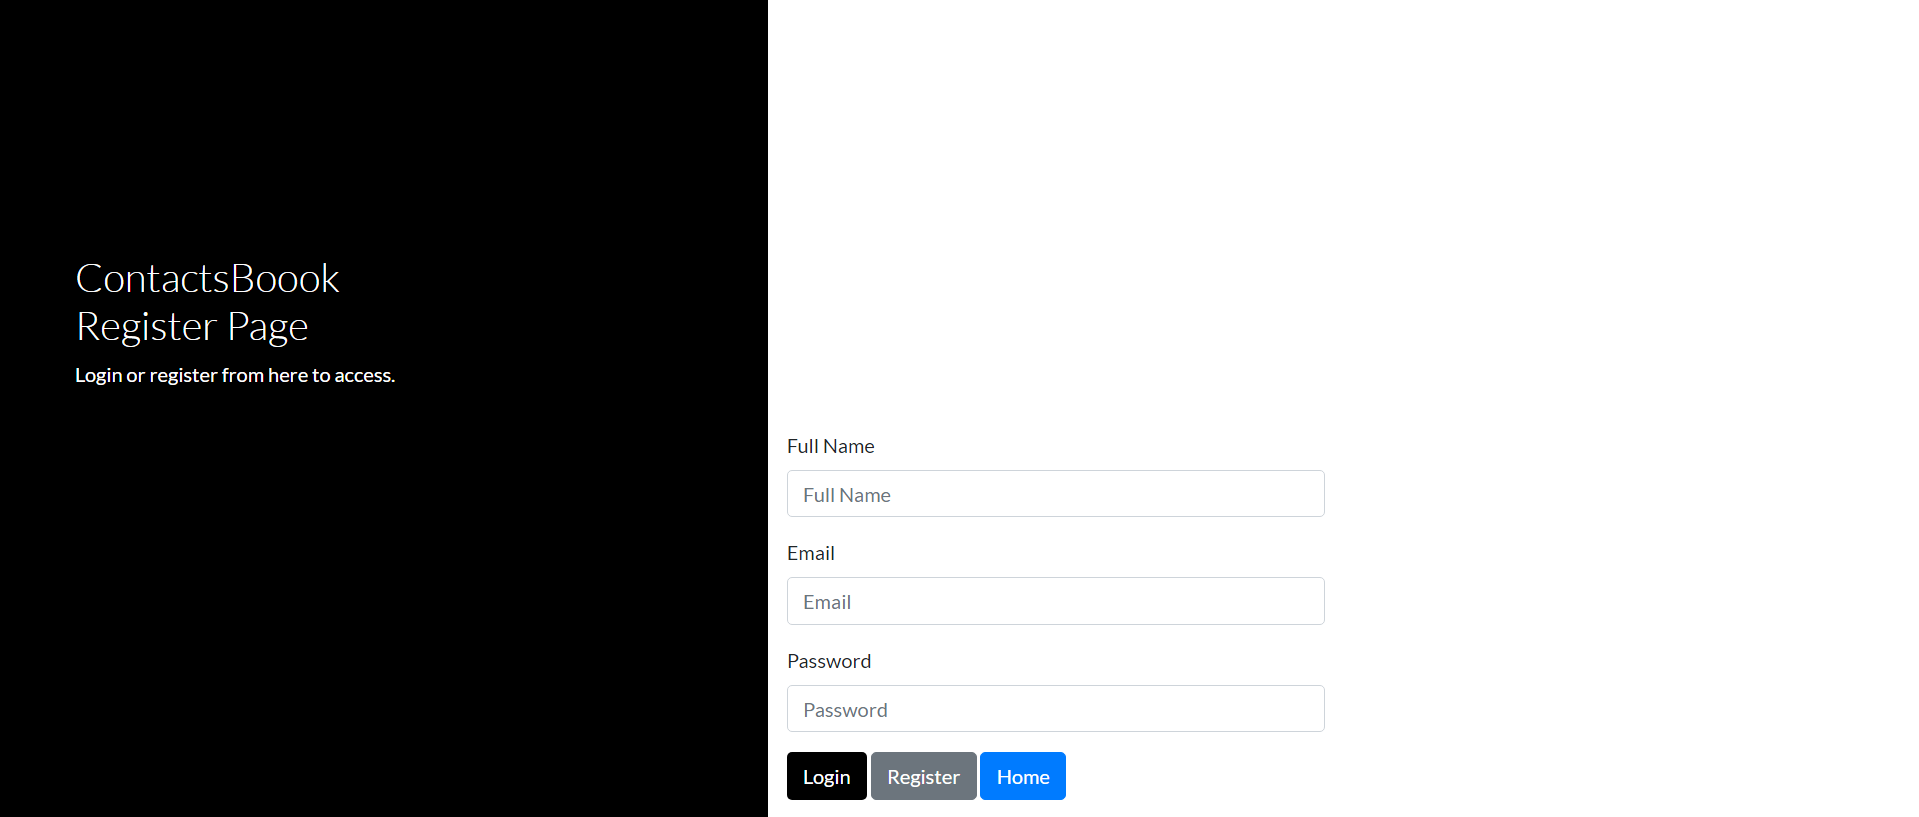 ContactsBoook
Register Page
Login or register from here to access.
Full Name
Full Name
Email
Email
Password
Password
Login Register Home